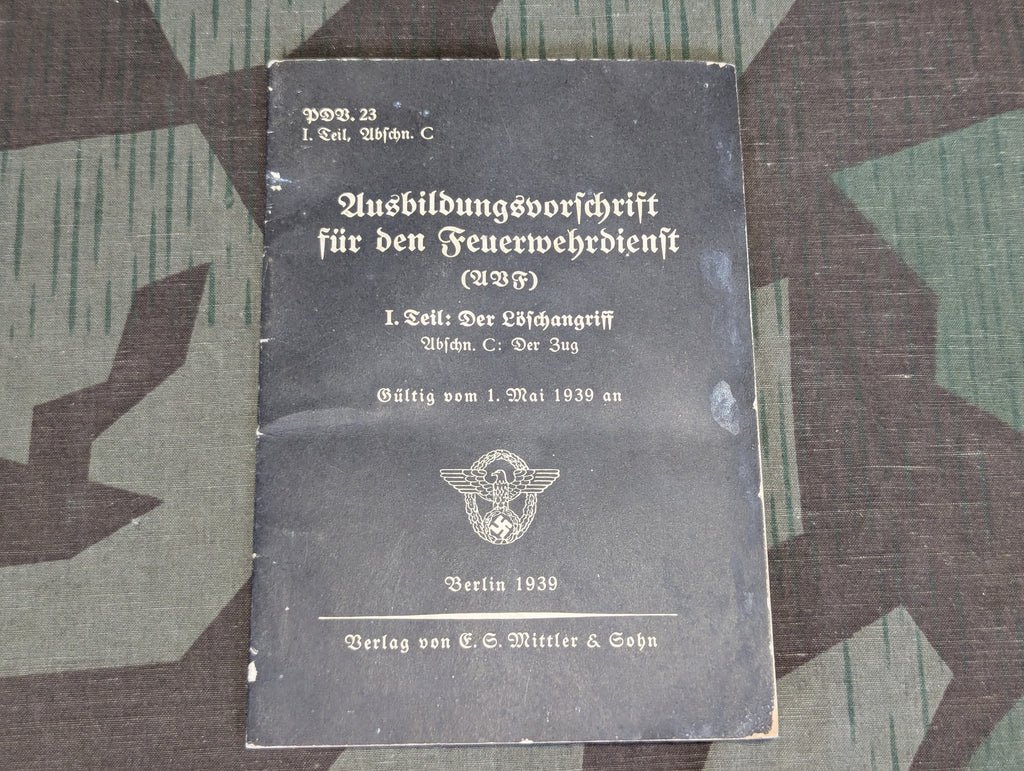 PDV. 23
I. Teil, Abschn. C
Ausbildungsvorschrift
für den Feuerwehrdienst
(AVF)
I. Teil: Der Löschangriff
Abschn. C: Der Zug
Gültig vom 1. Mai 1939 an
Berlin 1939
Verlag von E. S. Mittler & Sohn